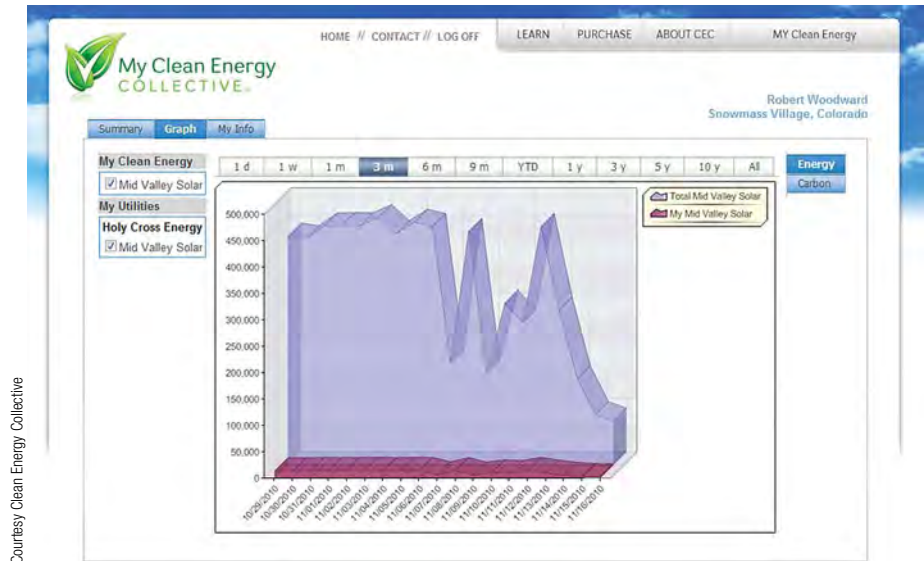 HOME // CONTACT // LOG OFF
LEARN PURCHASE ABOUT CEC MY Clean Energy
My Clean Energy
COLLECTIVE
Robert Woodward
Snowmass Village, Colorado
Summary Graph My Info
My Clean Energy
Mid Valley Solar
My Utilities
Holy Cross Energy
Mid Valley Solar
1 d 1 w 1 m 3 m 6 m 9 m YTD 1 y 3 y 5 y 10 y All
Energy
Carbon
Total Mid Valley Solar
My Mid Valley Solar
500,000
450,000
400,000
350,000
300,000
250,000
200,000
150,000
100,000
50,000
0
10/29/2010
10/30/2010
10/31/2010
11/01/2010
11/02/2010
11/03/2010
11/04/2010
11/05/2010
11/06/2010
11/07/2010
11/08/2010
11/09/2010
11/10/2010
11/11/2010
11/12/2010
11/13/2010
11/14/2010
11/15/2010
11/16/2010
Courtesy Clean Energy Collective